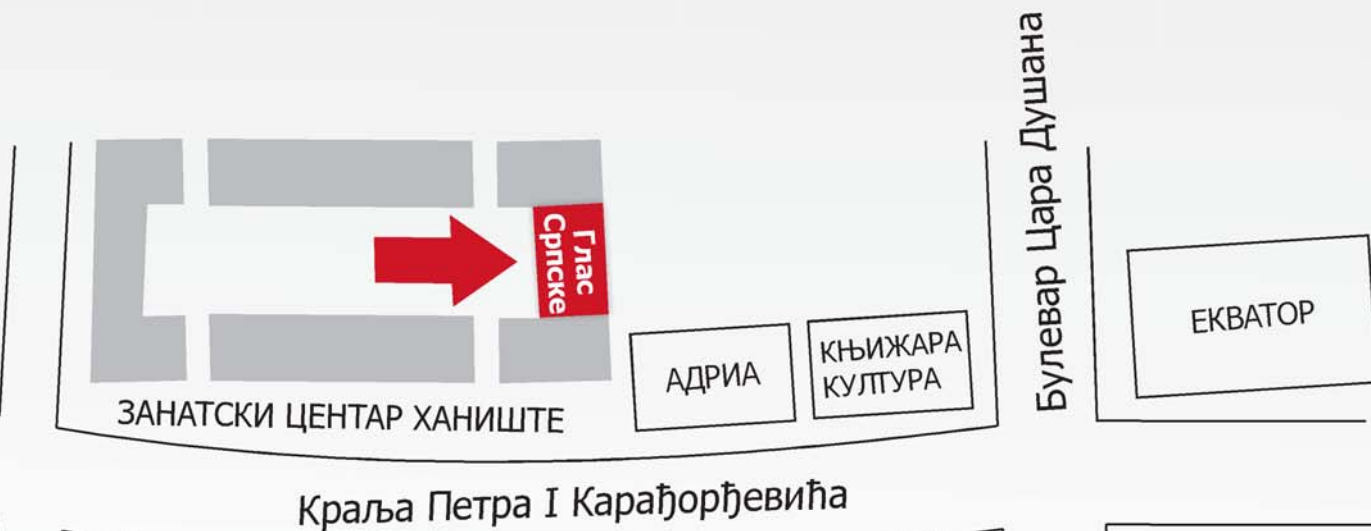 Булевар Цара Душана
Глас
Српске
ЕКВАТОР
АДРИА
КЊИЖАРА
КУЛТУРА
ЗАНАТСКИ ЦЕНТАР ХАНИШТЕ
Краља Петра I Карађорђевића